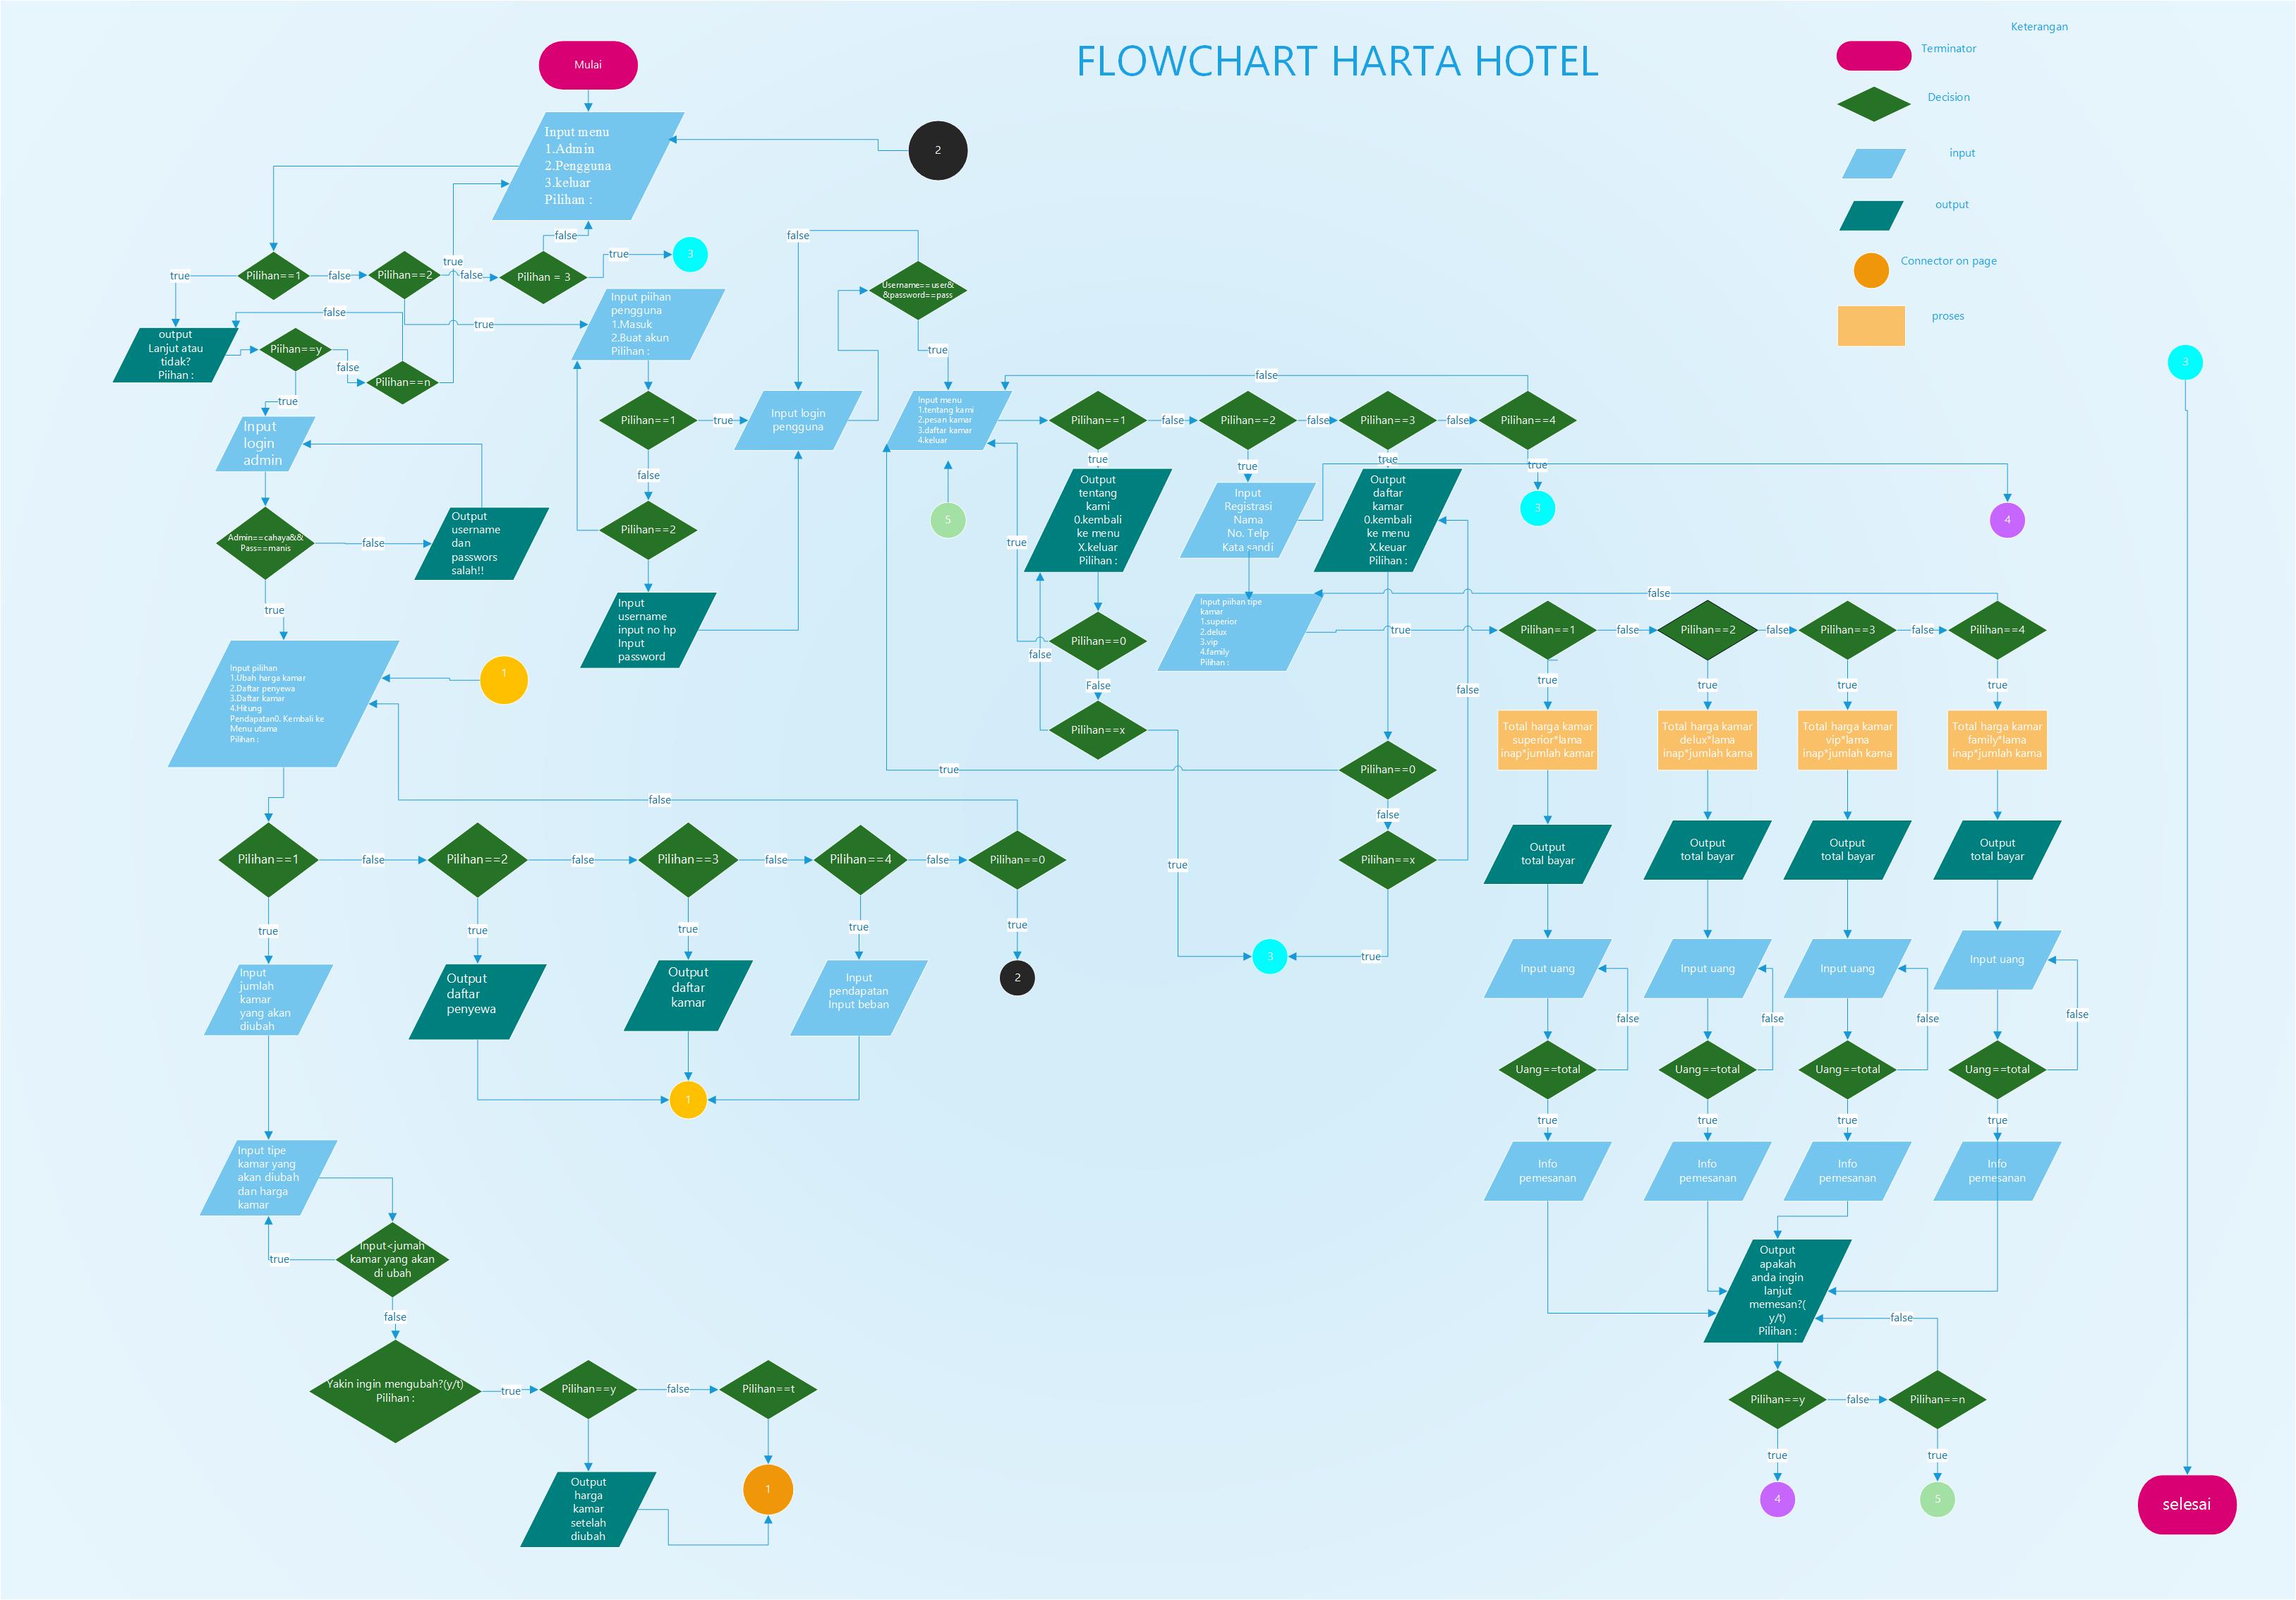 FLOWCHART HARTA HOTEL
Keterangan
Terminator
Decision
input
output
Connector on page
proses
Mulai
Input menu
1.Admin
2.Pengguna
3.keluar
Pilihan :
2
false
true
3
Pilihan==1
false
Pilihan==2
true
false
Pilihan = 3
true
output
Lanjut atau
tidak?
Piihan :
false
Piihan==y
false
Pilihan==n
true
true
Input piihan
pengguna
1.Masuk
2.Buat akun
Pilihan :
false
Username==user&
&password==pass
true
Input
login
admin
Pilihan==1
true
Input login
pengguna
false
Pilihan==2
Input
username
input no hp
Input
password
Admin==cahaya&&
Pass==manis
false
Output
username
dan
passwors
salah!!
true
Input menu
1.tentang kami
2.pesan kamar
3.daftar kamar
4.keluar
5
false
Pilihan==1
false
Pilihan==2
false
Pilihan==3
false
Pilihan==4
true
true
true
true
3
4
3
Output
tentang
kami
0.kembali
ke menu
X.keluar
Pilihan :
Input
Registrasi
Nama
No. Telp
Kata sandi
Output
daftar
kamar
0.kembali
ke menu
X.keuar
Pilihan :
true
Pilihan==0
false
False
Pilihan==x
true
Input piihan tipe
kamar
1.superior
2.delux
3.vip
4.family
Pilihan :
true
false
Pilihan==1
false
Pilihan==2
false
Pilihan==3
false
Pilihan==4
true
true
true
true
false
Pilihan==0
true
false
Pilihan==x
true
3
Input pilihan
1.Ubah harga kamar
2.Daftar penyewa
3.Daftar kamar
4.Hitung
Pendapatan0. Kembali ke
Menu utama
Pilihan :
1
false
Pilihan==1
false
Pilihan==2
false
Pilihan==3
false
Pilihan==4
false
Pilihan==0
true
true
true
true
true
2
Input
jumlah
kamar
yang akan
diubah
Output
daftar
penyewa
Output
daftar
kamar
Input
pendapatan
Input beban
1
Input tipe
kamar yang
akan diubah
dan harga
kamar
true
Input<jumah
kamar yang akan
di ubah
false
Yakin ingin mengubah?(y/t)
Pilihan :
true
Pilihan==y
false
Pilihan==t
Output
harga
kamar
setelah
diubah
1
Total harga kamar
superior*lama
inap*jumlah kamar
Total harga kamar
delux*lama
inap*jumlah kama
Total harga kamar
vip*lama
inap*jumlah kama
Total harga kamar
family*lama
inap*jumlah kama
Output
total bayar
Output
total bayar
Output
total bayar
Output
total bayar
Input uang
Input uang
Input uang
Input uang
false
false
false
false
Uang==total
Uang==total
Uang==total
Uang==total
true
true
true
true
Info
pemesanan
Info
pemesanan
Info
pemesanan
Info
pemesanan
Output
apakah
anda ingin
lanjut
memesan?(
y/t)
Pilihan :
false
Pilihan==y
false
Pilihan==n
true
true
4
5
selesai